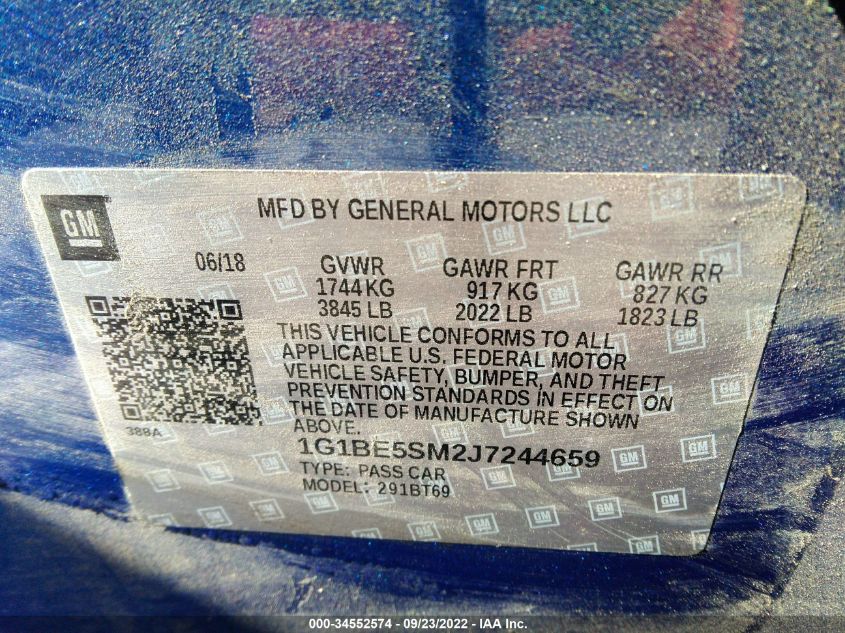 GM
MFD BY GENERAL MOTORS LLC
06/18 GVWR GAWR FRT GAWR RR
1744 KG 917 KG 827 KG
3845 LB 2022 LB 1823 LB
THIS VEHICLE CONFORMS TO ALL
APPLICABLE U.S. FEDERAL MOTOR
VEHICLE SAFETY, BUMPER, AND THEFT
PREVENTION STANDARDS IN EFFECT ON
THE DATE OF MANUFACTURE SHOWN
ABOVE.
388A
1G1BE5SM2J7244659
TYPE: PASS CAR
MODEL: 291BT69
000-34552574 - 09/23/2022 - IAA Inc.